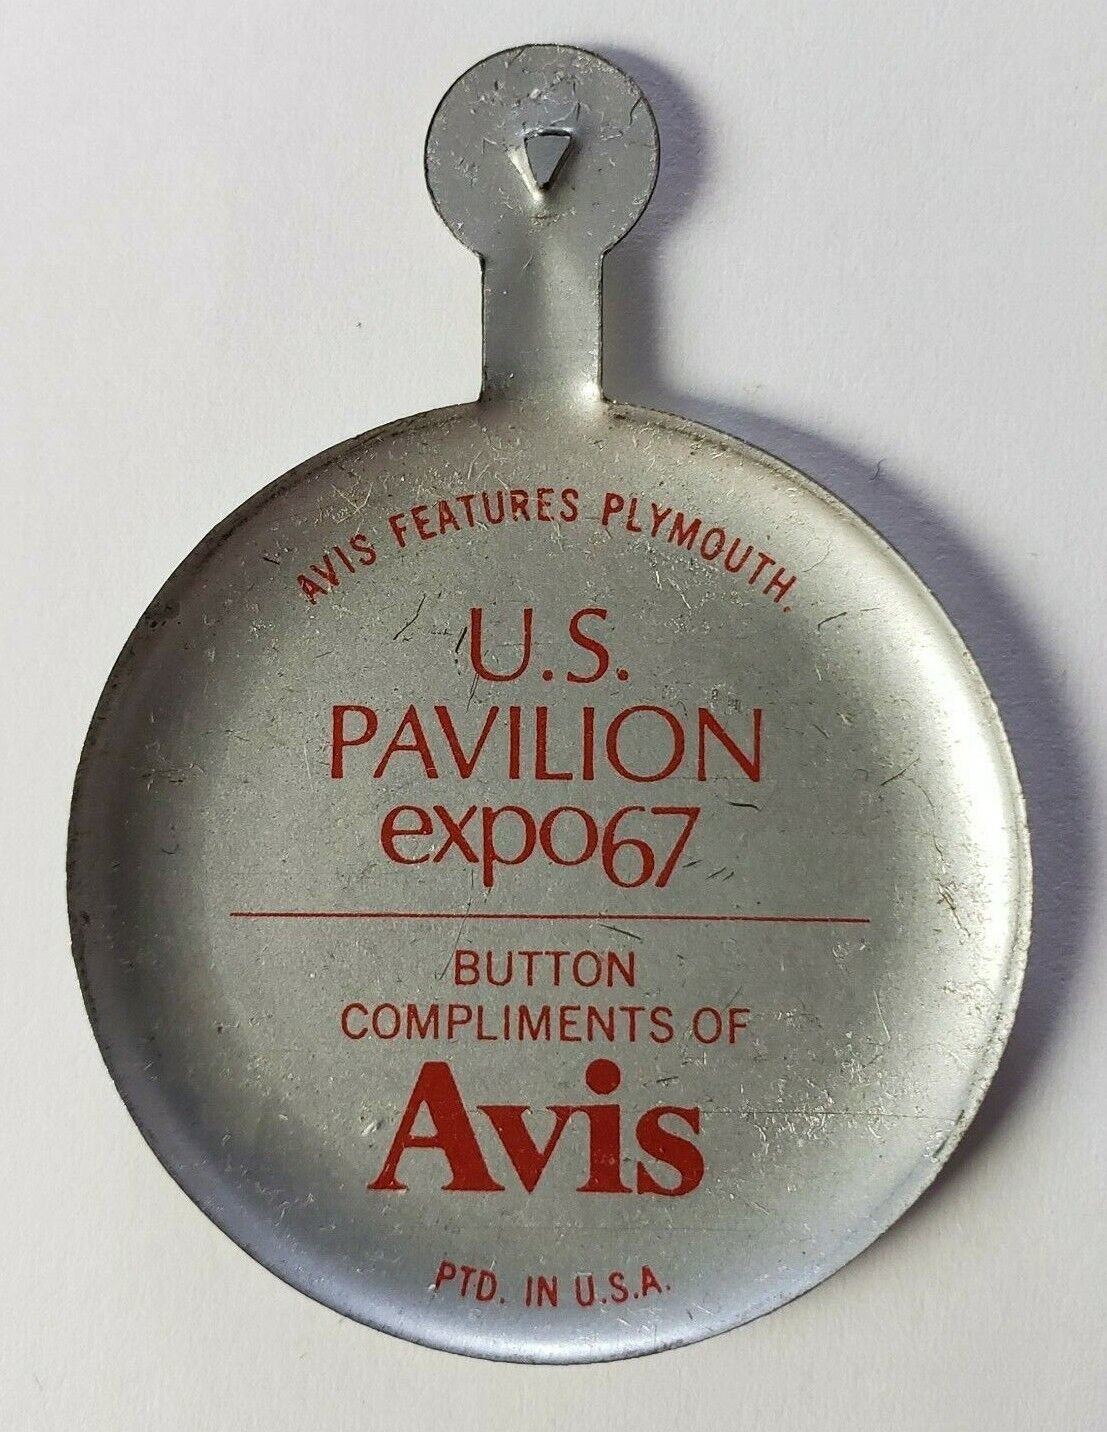 AVIS FEATURES PLYMOUTH.
U.S.
PAVILION
expo67
BUTTON
COMPLIMENTS OF
Avis
PTD. IN U.S.A.